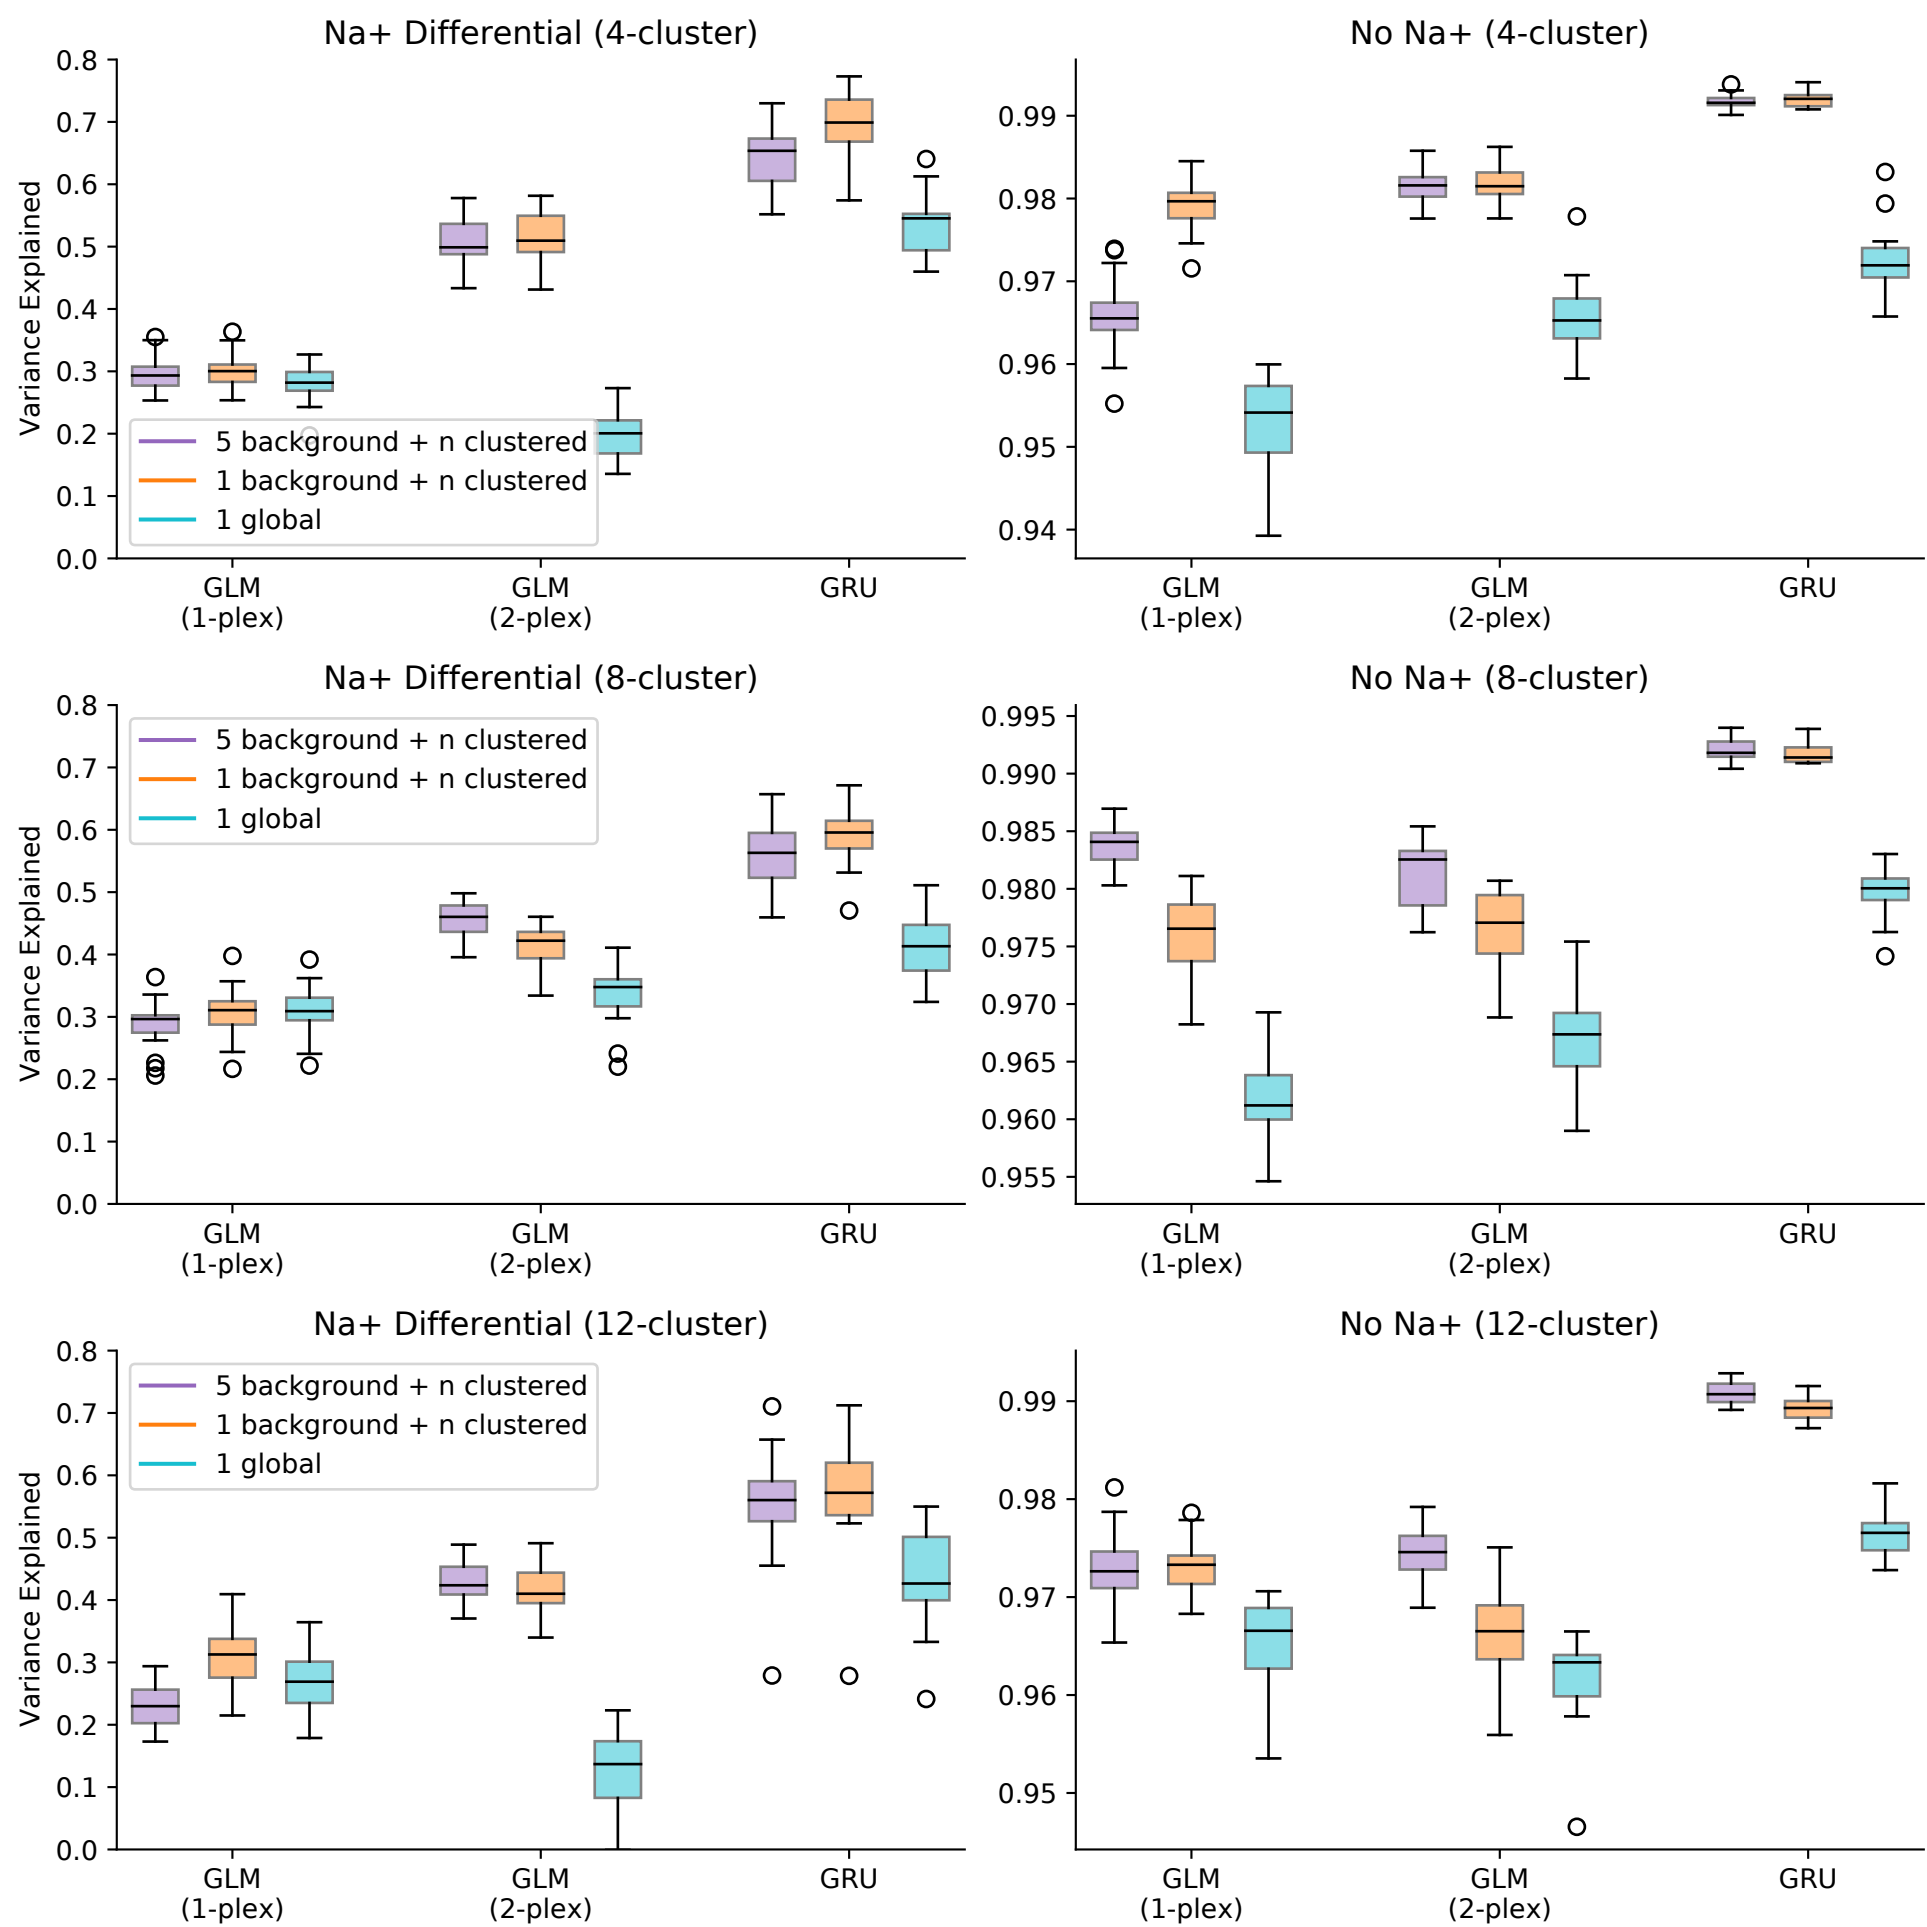 Na+ Differential (4-cluster)
Variance Explained
0.8
0.7
0.6
0.5
0.4
0.3
0.2
0.1
0.0
5 background + n clustered
1 background + n clustered
1 global
GLM
(1-plex)
GLM
(2-plex)
GRU
No Na+ (4-cluster)
0.99
0.98
0.97
0.96
0.95
0.94
GLM
(1-plex)
GLM
(2-plex)
GRU
Na+ Differential (8-cluster)
Variance Explained
0.8
0.7
0.6
0.5
0.4
0.3
0.2
0.1
0.0
5 background + n clustered
1 background + n clustered
1 global
GLM
(1-plex)
GLM
(2-plex)
GRU
No Na+ (8-cluster)
0.995
0.990
0.985
0.980
0.975
0.970
0.965
0.960
0.955
GLM
(1-plex)
GLM
(2-plex)
GRU
Na+ Differential (12-cluster)
Variance Explained
0.8
0.7
0.6
0.5
0.4
0.3
0.2
0.1
0.0
5 background + n clustered
1 background + n clustered
1 global
GLM
(1-plex)
GLM
(2-plex)
GRU
No Na+ (12-cluster)
0.99
0.98
0.97
0.96
0.95
GLM
(1-plex)
GLM
(2-plex)
GRU